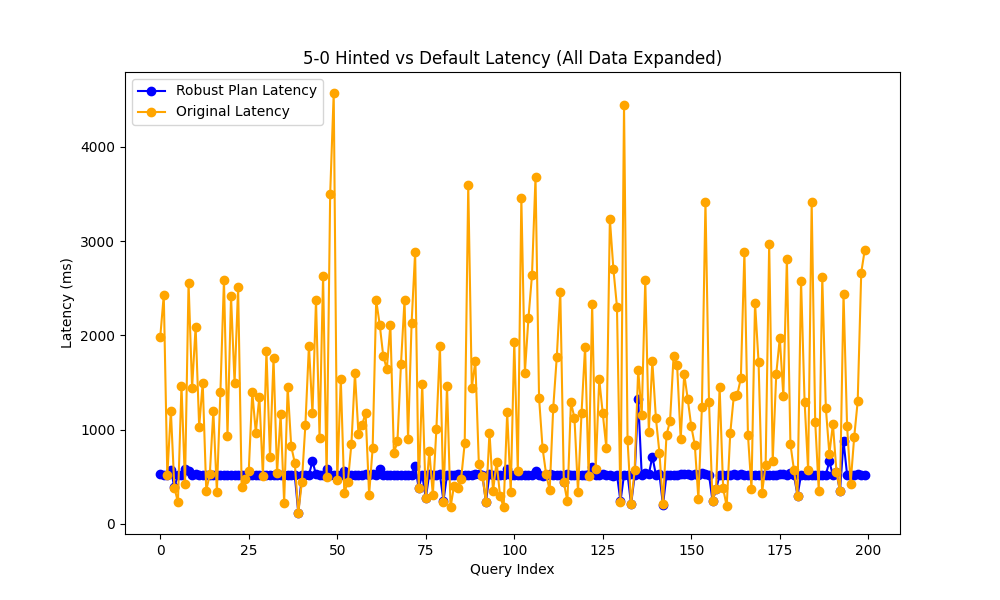 5-0 Hinted vs Default Latency (All Data Expanded)
Robust Plan Latency
Original Latency
Latency (ms)
4000
3000
2000
1000
0
0 25 50 75 100 125 150 175 200
Query Index